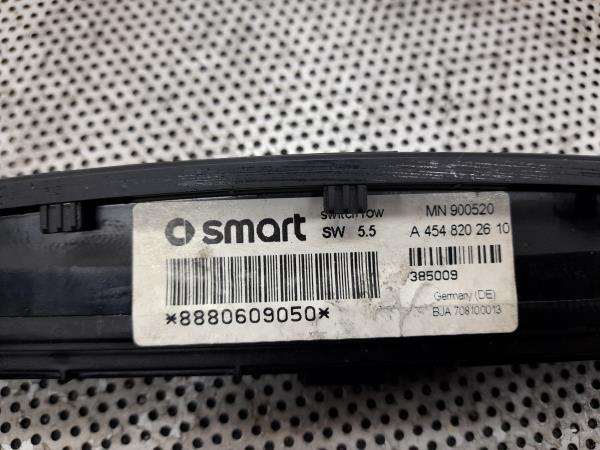 smart
switch row
SW 5.5
*8880609050*
MN 900520
A 454 820 26 10
385009
Germany (DE)
BJA 708100013